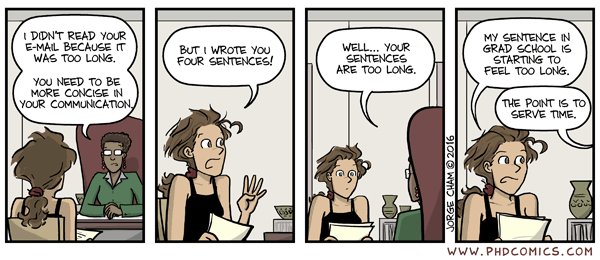 I DIDN'T READ YOUR
E-MAIL BECAUSE IT
WAS TOO LONG.
YOU NEED TO BE
MORE CONCISE IN
YOUR COMMUNICATION.
BUT I WROTE YOU
FOUR SENTENCES!
WELL... YOUR
SENTENCES
ARE TOO LONG.
MY SENTENCE IN
GRAD SCHOOL IS
STARTING TO
FEEL TOO LONG.
THE POINT IS TO
SERVE TIME.
JORGE CHAM © 2016
WWW.PHDCOMICS.COM